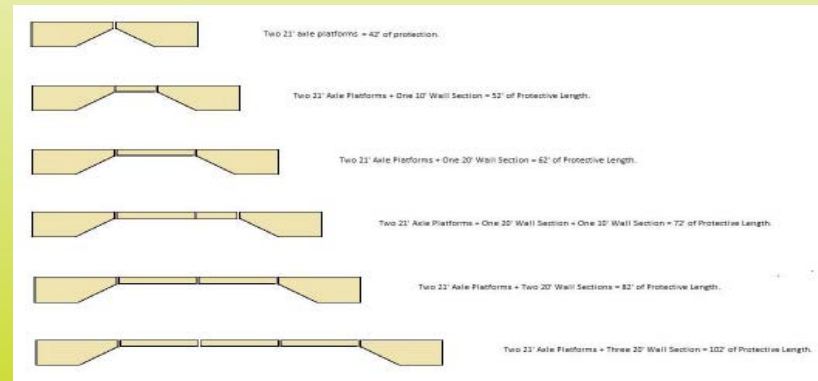 Two 21' axle platforms = 42' of protection.
Two 21' Axle Platforms + One 10' Wall Section = 52' of Protective Length.
Two 21' Axle Platforms + One 20' Wall Section = 62' of Protective Length.
Two 21' Axle Platforms + One 20' Wall Section + One 10' Wall Section = 72' of Protective Length.
Two 21' Axle Platforms + Two 20' Wall Sections = 82' of Protective Length.
Two 21' Axle Platforms + Three 20' Wall Section = 102' of Protective Length.